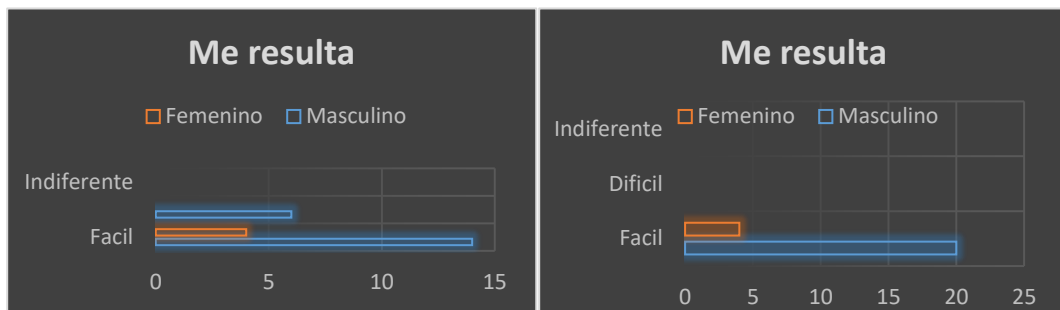 Me resulta
Femenino Masculino
Indiferente
Facil
0 5 10 15
Me resulta
Femenino Masculino
Indiferente
Dificil
Facil
0 5 10 15 20 25